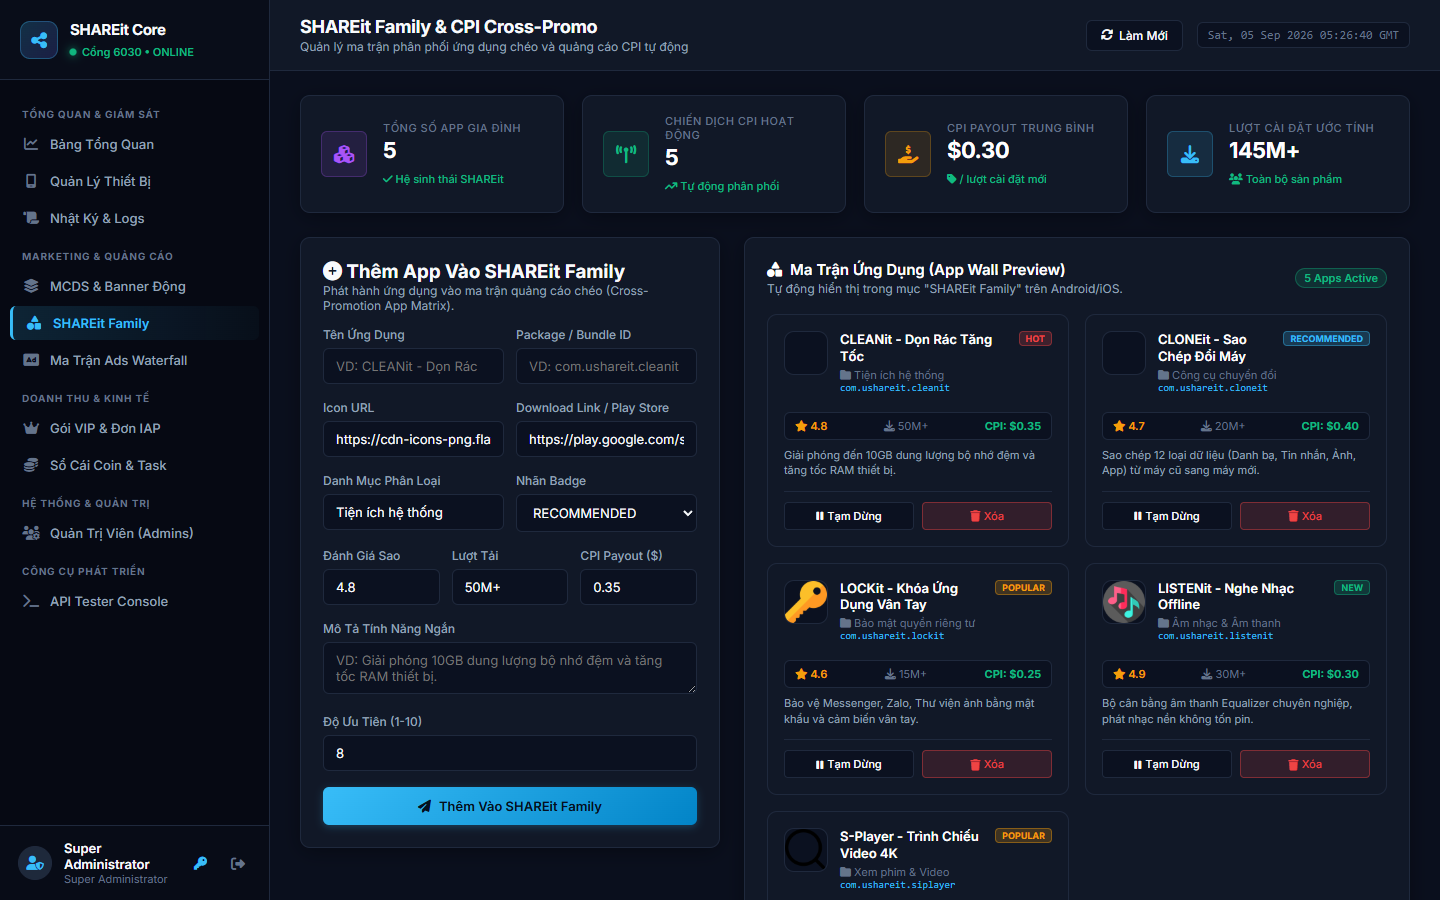 SHAREit Core
Cổng 6030 • ONLINE
TỔNG QUAN & GIÁM SÁT
Bảng Tổng Quan
Quản Lý Thiết Bị
Nhật Ký & Logs
MARKETING & QUẢNG CÁO
MCDS & Banner Động
SHAREit Family
Ad
Ma Trận Ads Waterfall
DOANH THU & KINH TẾ
Gói VIP & Đơn IAP
Sổ Cái Coin & Task
HỆ THỐNG & QUẢN TRỊ
Quản Trị Viên (Admins)
CÔNG CỤ PHÁT TRIỂN
API Tester Console
Super
Administrator
Super Administrator
SHAREit Family & CPI Cross-Promo
Quản lý ma trận phân phối ứng dụng chéo và quảng cáo CPI tự động
Làm Mới
Sat, 05 Sep 2026 05:26:40 GMT
TỔNG SỐ APP GIA ĐÌNH
5
Hệ sinh thái SHAREit
CHIẾN DỊCH CPI HOẠT
ĐỘNG
5
Tự động phân phối
CPI PAYOUT TRUNG BÌNH
$0.30
/ lượt cài đặt mới
LƯỢT CÀI ĐẶT ƯỚC TÍNH
145M+
Toàn bộ sản phẩm
Thêm App Vào SHAREit Family
Phát hành ứng dụng vào ma trận quảng cáo chéo (Cross-
Promotion App Matrix).
Tên Ứng Dụng
Package / Bundle ID
VD: CLEANit - Dọn Rác
VD: com.ushareit.cleanit
Icon URL
Download Link / Play Store
https://cdn-icons-png.fla
https://play.google.com/s
Danh Mục Phân Loại
Nhãn Badge
Tiện ích hệ thống
RECOMMENDED
Đánh Giá Sao
Lượt Tải
CPI Payout ($)
4.8
50M+
0.35
Mô Tả Tính Năng Ngắn
VD: Giải phóng 10GB dung lượng bộ nhớ đệm và tăng
tốc RAM thiết bị.
Độ Ưu Tiên (1-10)
8
Thêm Vào SHAREit Family
Ma Trận Ứng Dụng (App Wall Preview)
Tự động hiển thị trong mục "SHAREit Family" trên Android/iOS.
5 Apps Active
CLEANit - Dọn Rác Tăng
Tốc
HOT
Tiện ích hệ thống
com.ushareit.cleanit
4.8
50M+
CPI: $0.35
Giải phóng đến 10GB dung lượng bộ nhớ đệm và
tăng tốc RAM thiết bị.
Tạm Dừng
Xóa
CLONEit - Sao
Chép Đổi Máy
RECOMMENDED
Công cụ chuyển đổi
com.ushareit.cloneit
4.7
20M+
CPI: $0.40
Sao chép 12 loại dữ liệu (Danh bạ, Tin nhắn, Ảnh,
App) từ máy cũ sang máy mới.
Tạm Dừng
Xóa
LOCKit - Khóa Ứng
Dụng Vân Tay
POPULAR
Bảo mật quyền riêng tư
com.ushareit.lockit
4.6
15M+
CPI: $0.25
Bảo vệ Messenger, Zalo, Thư viện ảnh bằng mật
khẩu và cảm biến vân tay.
Tạm Dừng
Xóa
LISTENit - Nghe Nhạc
Offline
NEW
Âm nhạc & Âm thanh
com.ushareit.listenit
4.9
30M+
CPI: $0.30
Bộ cân bằng âm thanh Equalizer chuyên nghiệp,
phát nhạc nền không tốn pin.
Tạm Dừng
Xóa
S-Player - Trình Chiếu
Video 4K
POPULAR
Xem phim & Video
com.ushareit.siplayer